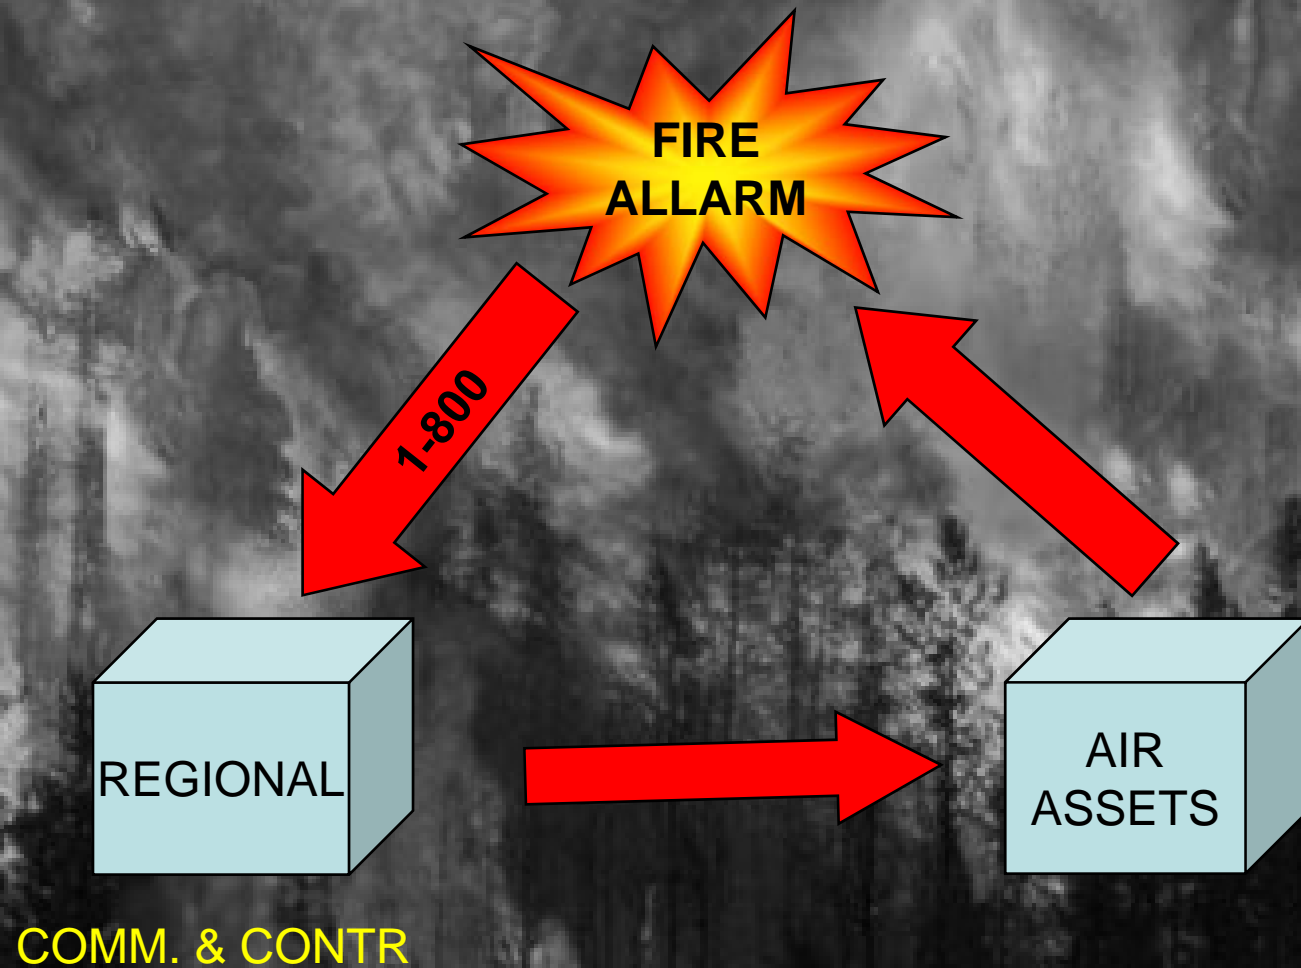 FIRE
ALLARM
1-800
REGIONAL
AIR
ASSETS
COMM. & CONTR